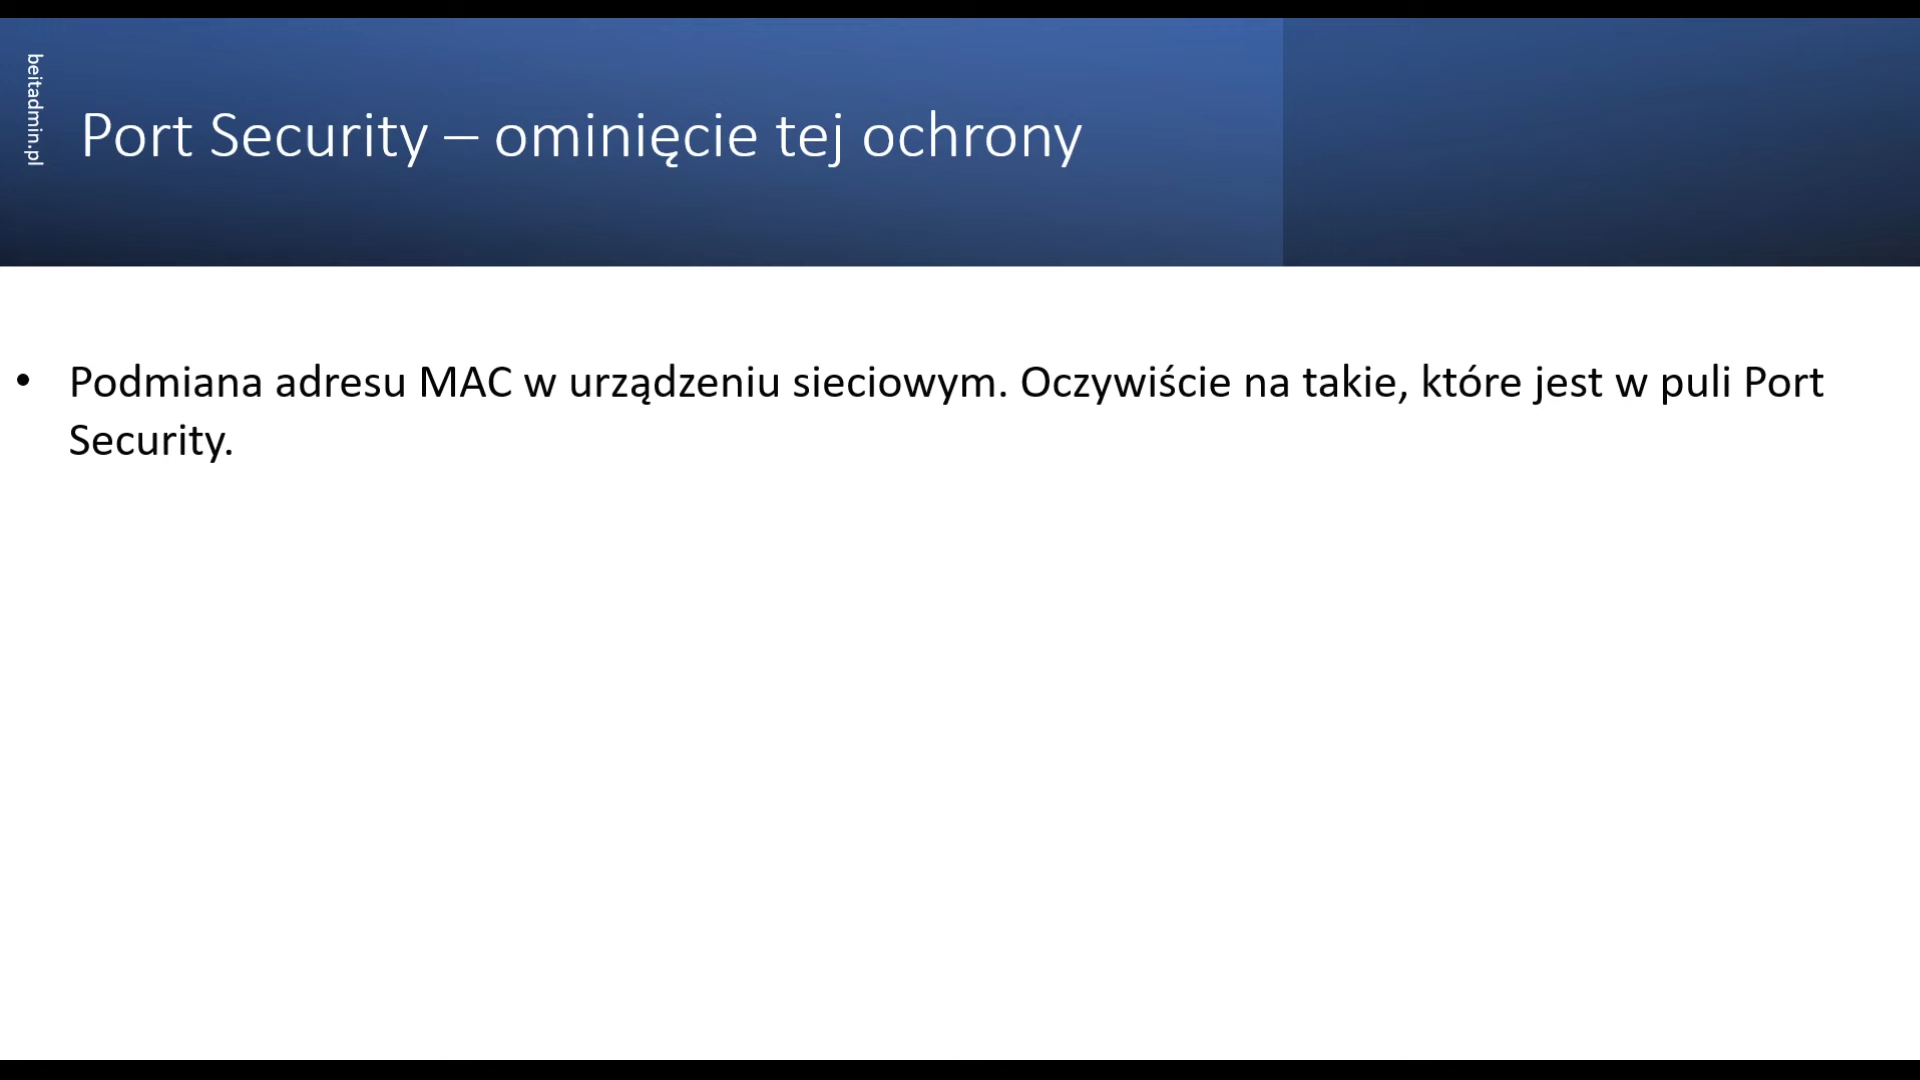 beitadmin.pl
Port Security – ominięcie tej ochrony
• Podmiana adresu MAC w urządzeniu sieciowym. Oczywiście na takie, które jest w puli Port
Security.